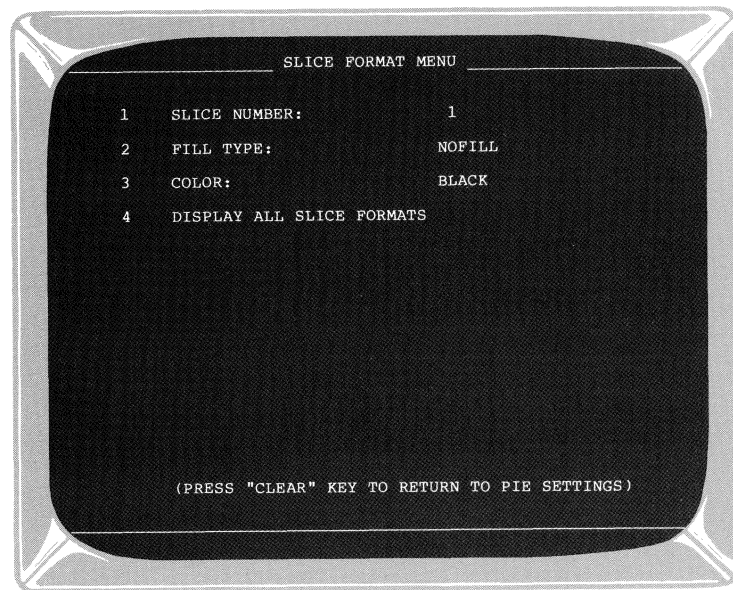 SLICE FORMAT MENU
1 SLICE NUMBER: 1
2 FILL TYPE: NOFILL
3 COLOR: BLACK
4 DISPLAY ALL SLICE FORMATS
(PRESS "CLEAR" KEY TO RETURN TO PIE SETTINGS)